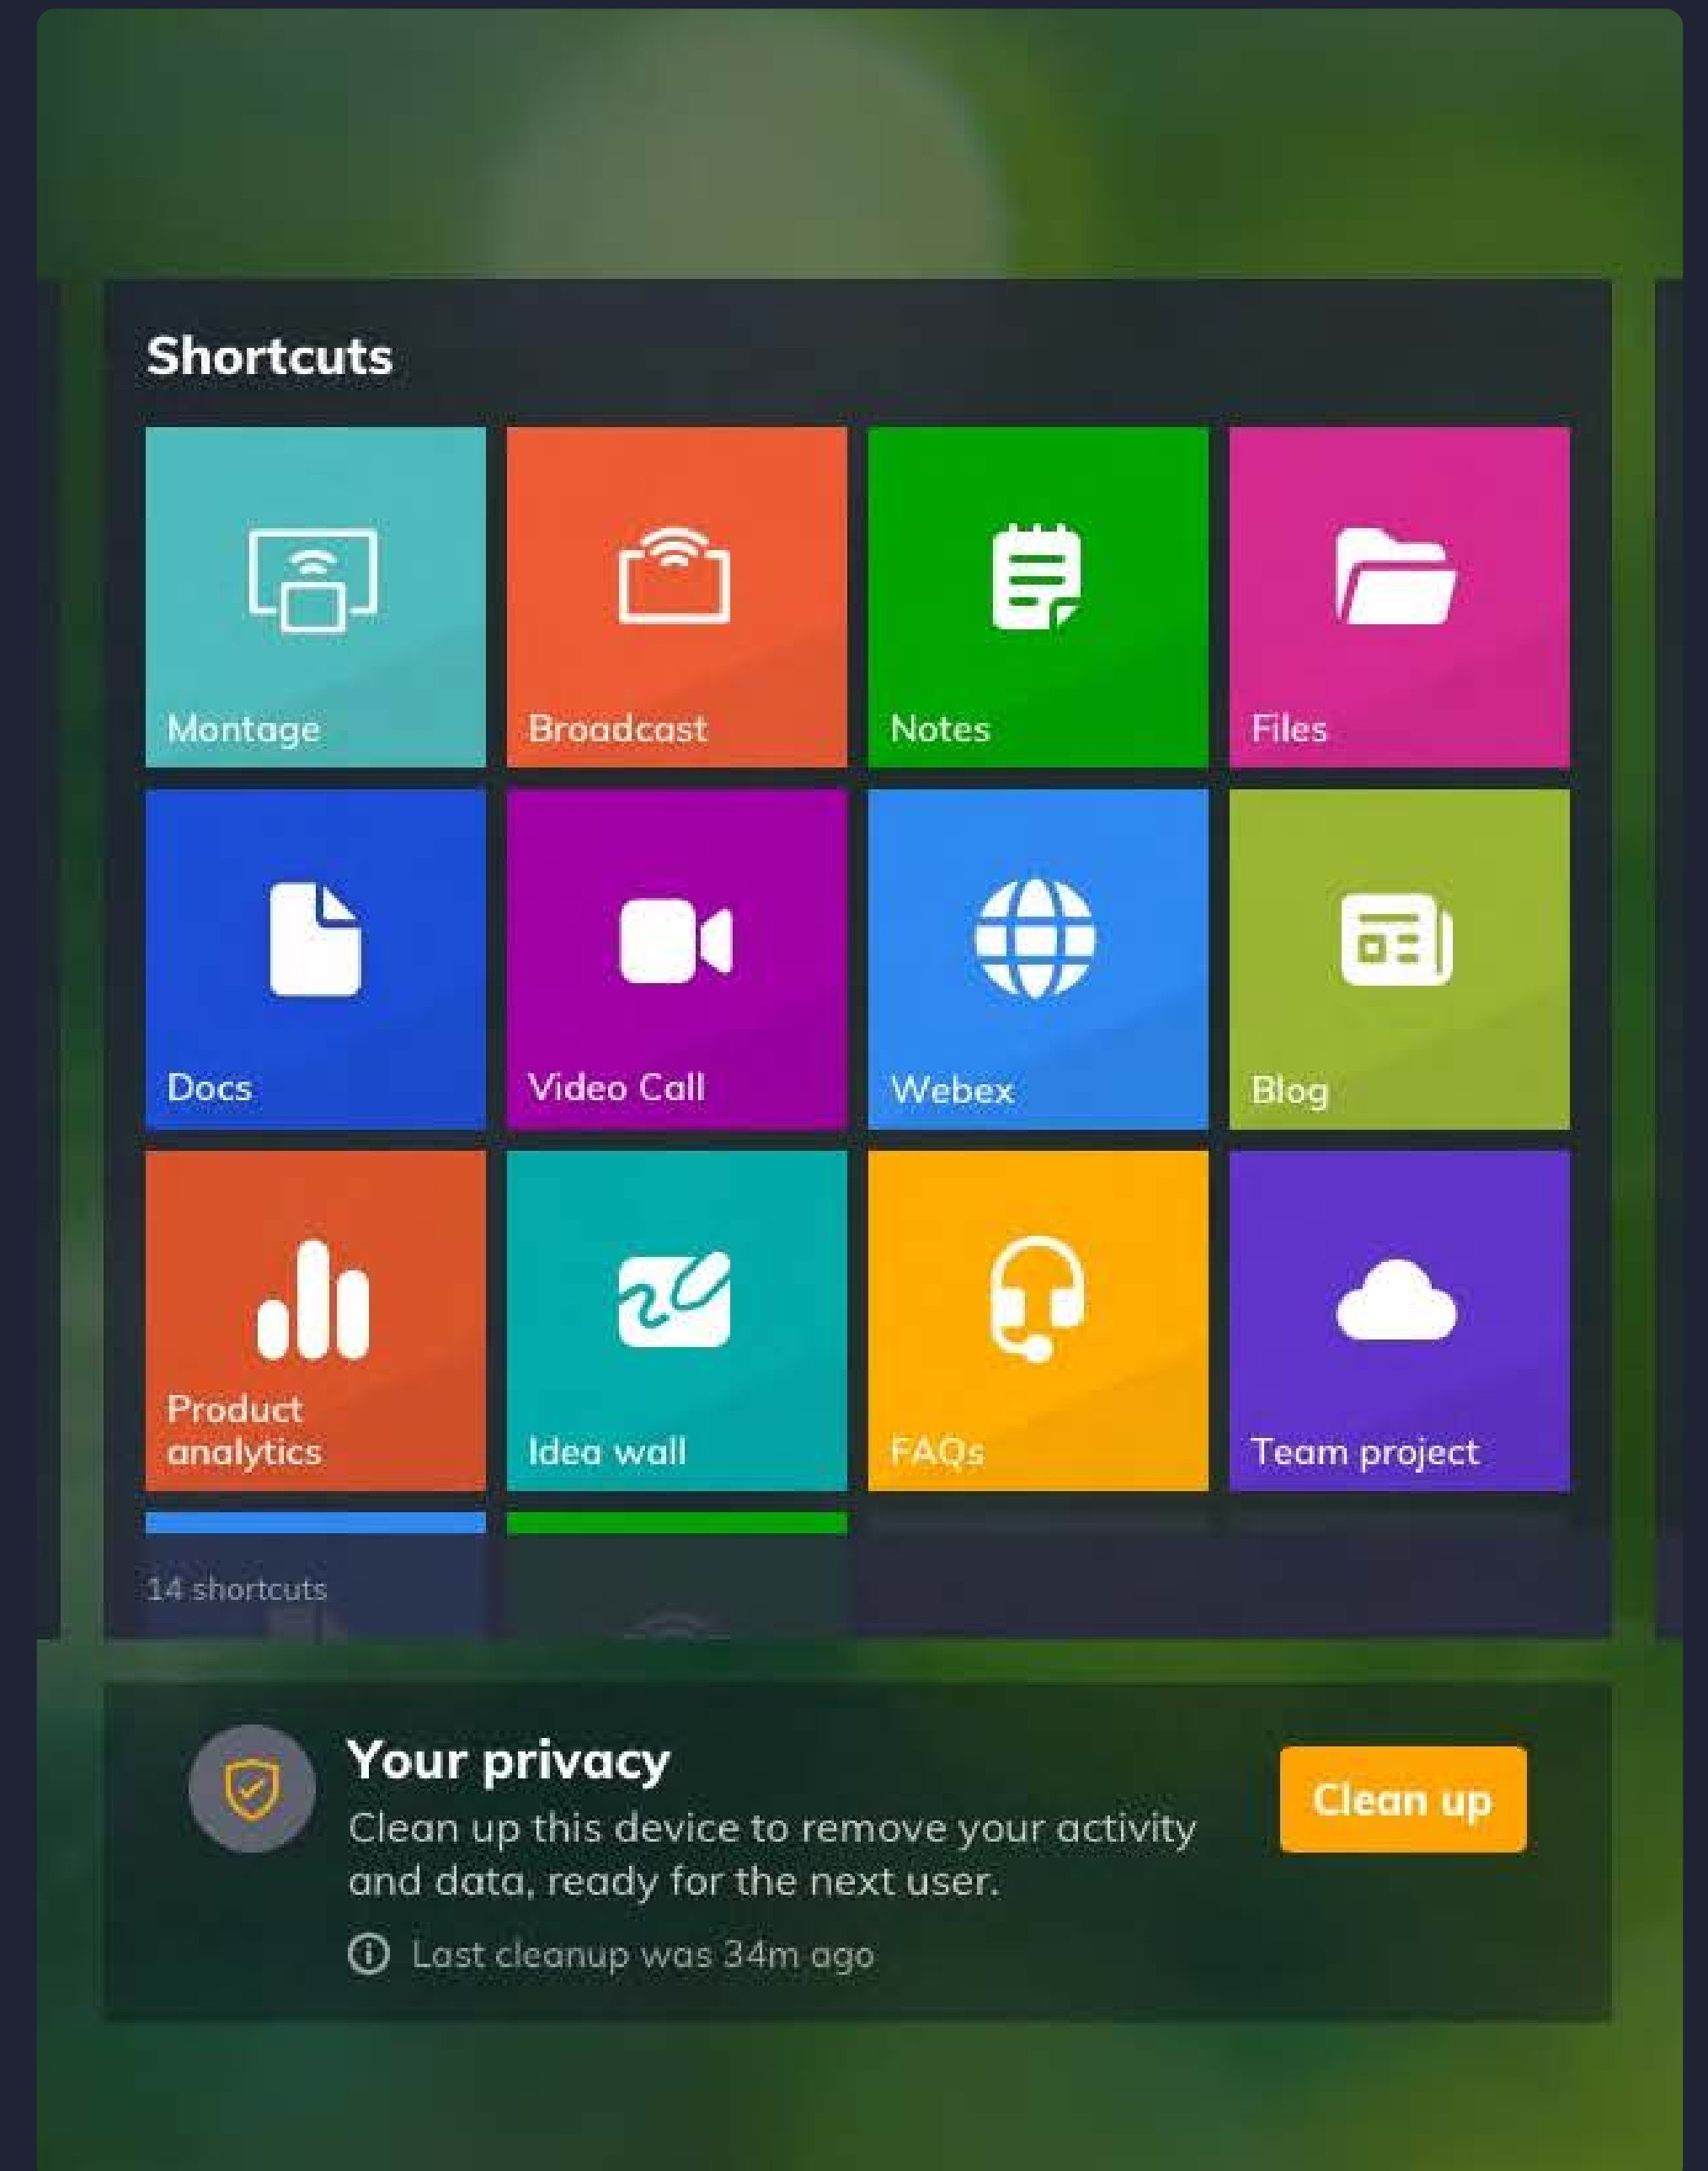 Shortcuts
Montage
Broadcast
Notes
Files
Docs
Video Call
Webex
Blog
Product
analytics
Idea wall
FAQs
Team project
14 shortcuts
Your privacy
Clean up this device to remove your activity
and data, ready for the next user.
Last cleanup was 34m ago
Clean up